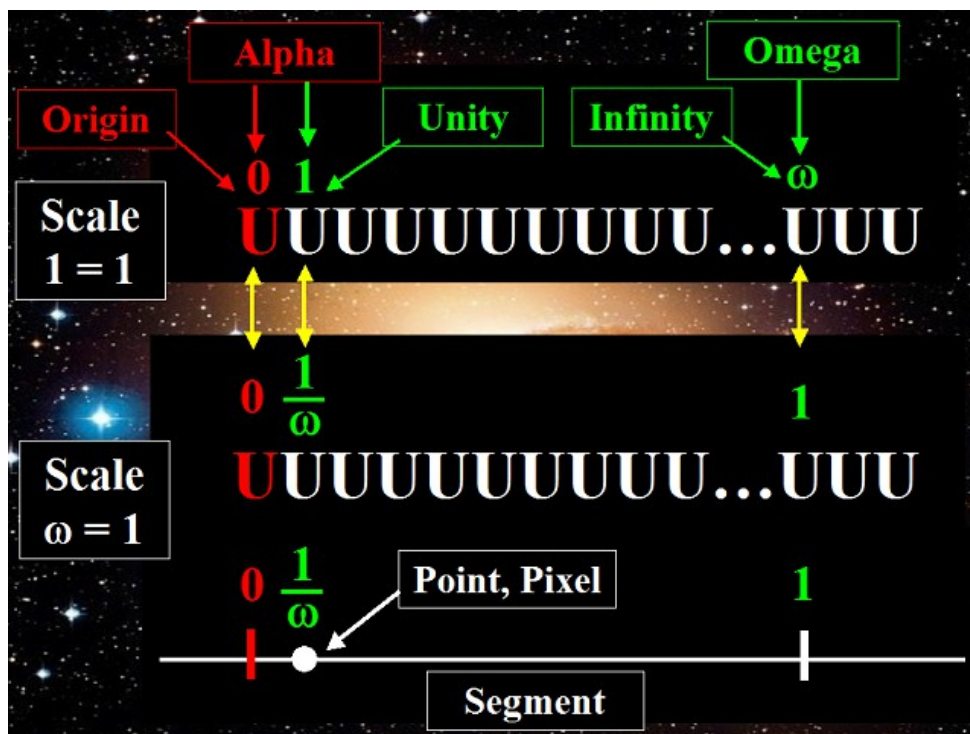 Alpha
Omega
Origin
Unity
Infinity
0 1 ω
Scale
1 = 1
UUUUUUUUUU…UUU
0 1/ω 1
Scale
ω = 1
UUUUUUUUUU…UUU
0 1/ω 1
Point, Pixel
Segment